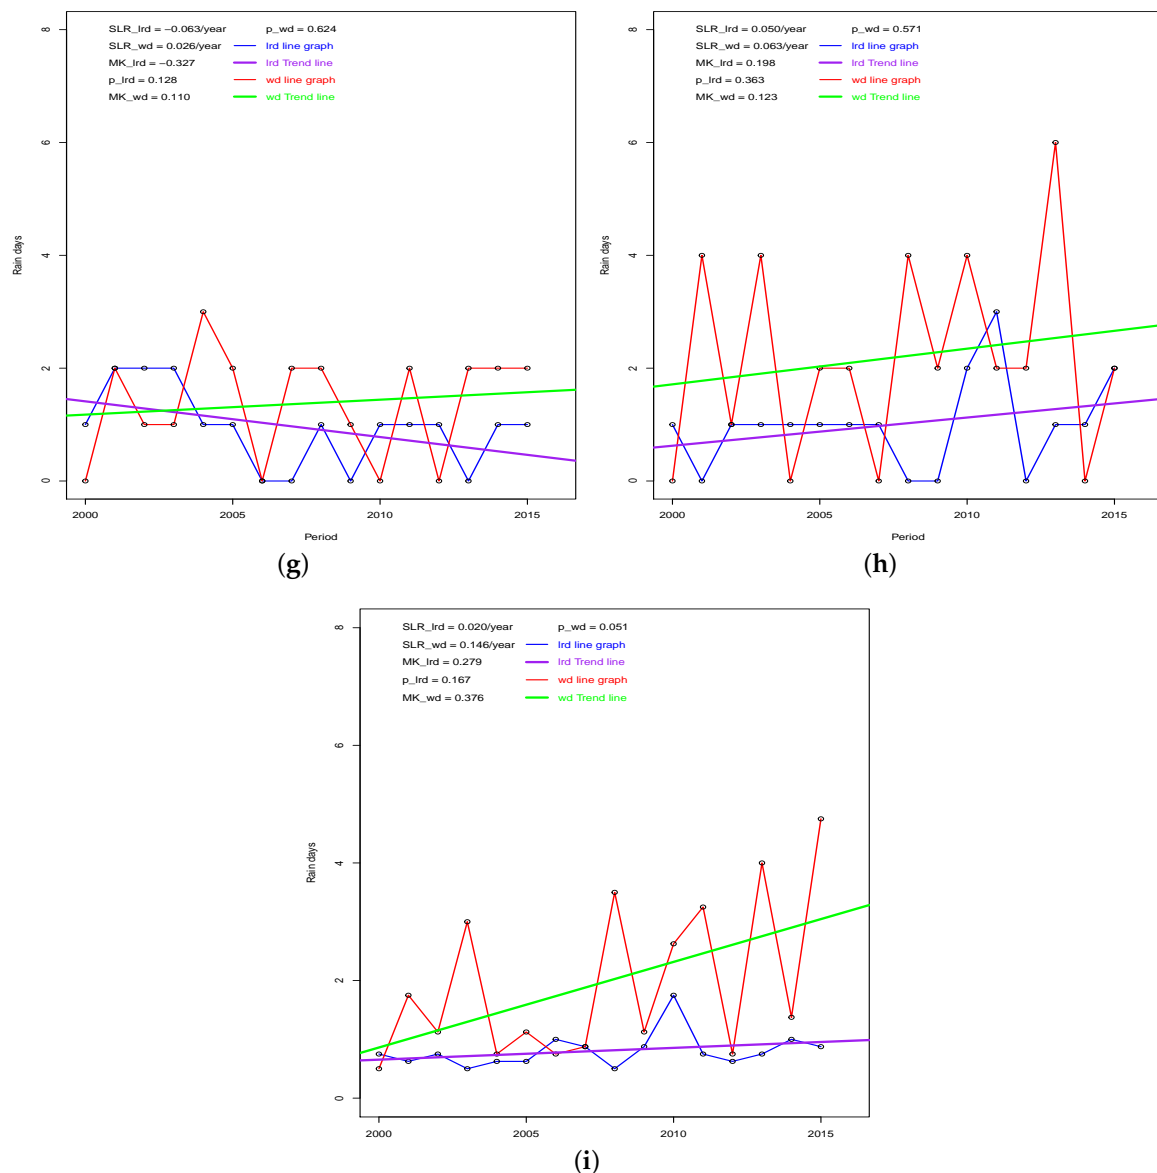 SLR_lrd = −0.063/year p_wd = 0.624
SLR_wd = 0.026/year lrd line graph
MK_lrd = −0.327 lrd Trend line
p_lrd = 0.128 wd line graph
MK_wd = 0.110 wd Trend line
8
6
4
2
0
Rain days
2000 2005 2010 2015
Period
(g)
SLR_lrd = 0.050/year p_wd = 0.571
SLR_wd = 0.063/year lrd line graph
MK_lrd = 0.198 lrd Trend line
p_lrd = 0.363 wd line graph
MK_wd = 0.123 wd Trend line
8
6
4
2
0
Rain days
2000 2005 2010 2015
Period
(h)
SLR_lrd = 0.020/year p_wd = 0.051
SLR_wd = 0.146/year lrd line graph
MK_lrd = 0.279 lrd Trend line
p_lrd = 0.167 wd line graph
MK_wd = 0.376 wd Trend line
8
6
4
2
0
Rain days
2000 2005 2010 2015
(i)